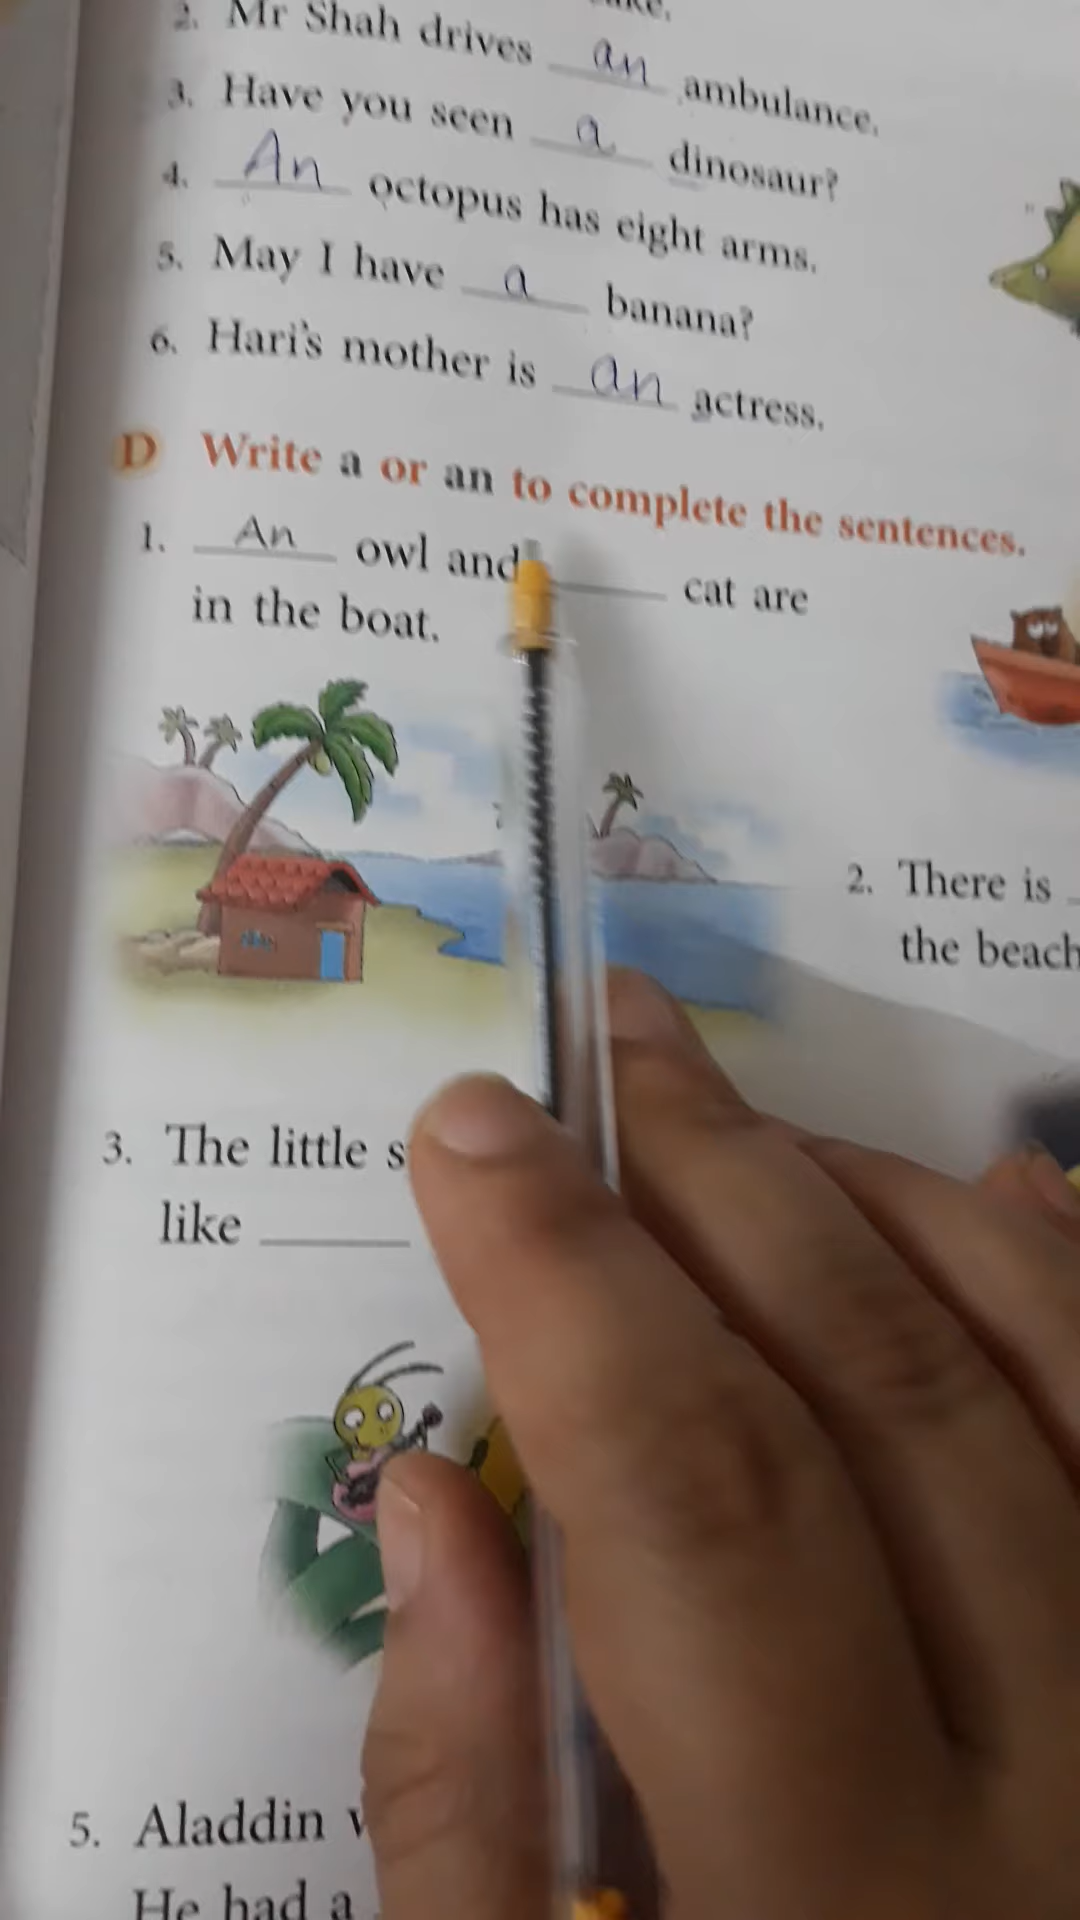 2. Mr Shah drives an ambulance.
3. Have you seen a dinosaur?
4. An octopus has eight arms.
5. May I have a banana?
6. Hari's mother is an actress.
D Write a or an to complete the sentences.
1. An owl and ____ cat are
in the boat.
2. There is
the beach
3. The little
like ____
5. Aladdin
He had a